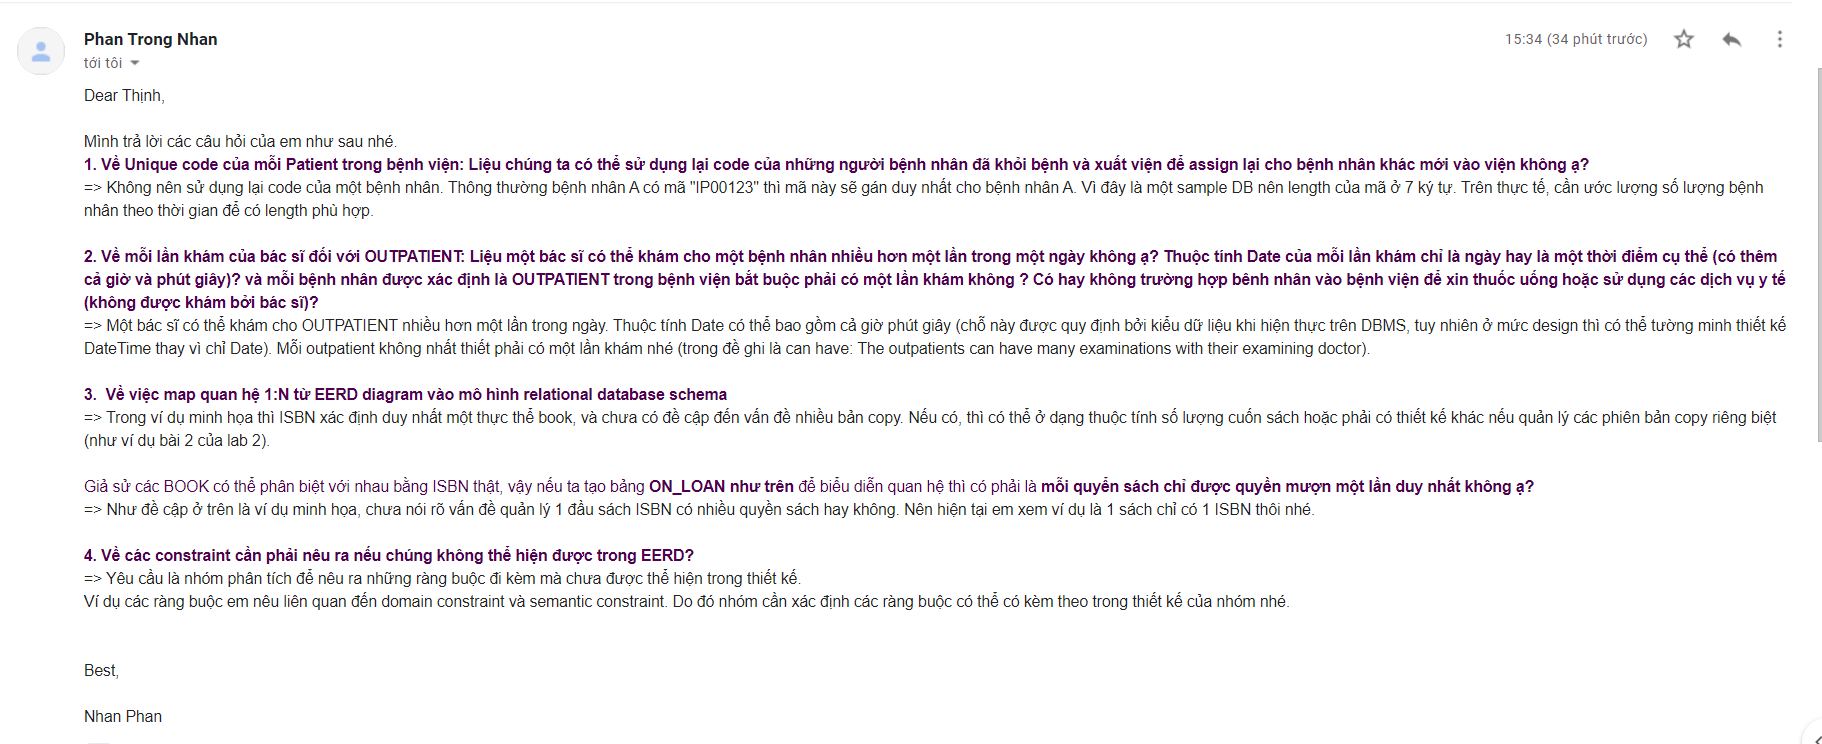 Phan Trong Nhan
15:34 (34 phút trước)
tới tôi
Dear Thịnh,
Mình trả lời các câu hỏi của em như sau nhé.
1. Về Unique code của mỗi Patient trong bệnh viện: Liệu chúng ta có thể sử dụng lại code của những người bệnh nhân đã khỏi bệnh và xuất viện để assign lại cho bệnh nhân khác mới vào viện không ạ?
=> Không nên sử dụng lại code của một bệnh nhân. Thông thường bệnh nhân A có mã "IP00123" thì mã này sẽ gán duy nhất cho bệnh nhân A. Vì đây là một sample DB nên length của mã ở 7 ký tự. Trên thực tế, cần ước lượng số lượng bệnh
nhân theo thời gian để có length phù hợp.
2. Về mỗi lần khám của bác sĩ đối với OUTPATIENT: Liệu một bác sĩ có thể khám cho một bệnh nhân nhiều hơn một lần trong một ngày không ạ? Thuộc tính Date của mỗi lần khám chỉ là ngày hay là một thời điểm cụ thể (có thêm
cả giờ và phút giây)? và mỗi bệnh nhân được xác định là OUTPATIENT trong bệnh viện bắt buộc phải có một lần khám không ? Có hay không trường hợp bênh nhân vào bệnh viện để xin thuốc uống hoặc sử dụng các dịch vụ y tế
(không được khám bởi bác sĩ)?
=> Một bác sĩ có thể khám cho OUTPATIENT nhiều hơn một lần trong ngày. Thuộc tính Date có thể bao gồm cả giờ phút giây (chỗ này được quy định bởi kiểu dữ liệu khi hiện thực trên DBMS, tuy nhiên ở mức design thì có thể tường minh thiết kế
DateTime thay vì chỉ Date). Mỗi outpatient không nhất thiết phải có một lần khám nhé (trong đề ghi là can have: The outpatients can have many examinations with their examining doctor).
3. Về việc map quan hệ 1:N từ EERD diagram vào mô hình relational database schema
=> Trong ví dụ minh họa thì ISBN xác định duy nhất một thực thể book, và chưa có đề cập đến vấn đề nhiều bản copy. Nếu có, thì có thể ở dạng thuộc tính số lượng cuốn sách hoặc phải có thiết kế khác nếu quản lý các phiên bản copy riêng biệt
(như ví dụ bài 2 của lab 2).
Giả sử các BOOK có thể phân biệt với nhau bằng ISBN thật, vậy nếu ta tạo bảng ON_LOAN như trên để biểu diễn quan hệ thì có phải là mỗi quyển sách chỉ được quyền mượn một lần duy nhất không ạ?
=> Như đề cập ở trên là ví dụ minh họa, chưa nói rõ vấn đề quản lý 1 đầu sách ISBN có nhiều quyển sách hay không. Nên hiện tại em xem ví dụ là 1 sách chỉ có 1 ISBN thôi nhé.
4. Về các constraint cần phải nêu ra nếu chúng không thể hiện được trong EERD?
=> Yêu cầu là nhóm phân tích để nêu ra những ràng buộc đi kèm mà chưa được thể hiện trong thiết kế.
Ví dụ các ràng buộc em nêu liên quan đến domain constraint và semantic constraint. Do đó nhóm cần xác định các ràng buộc có thể có kèm theo trong thiết kế của nhóm nhé.
Best,
Nhan Phan